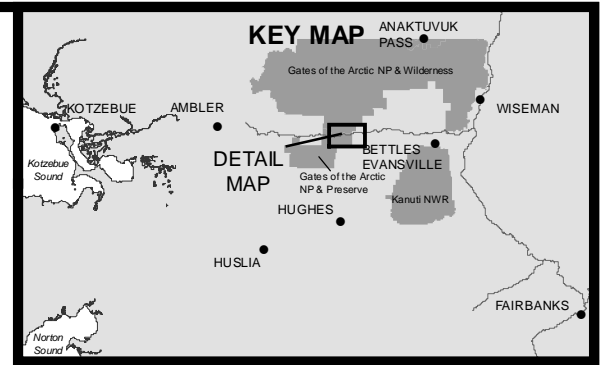 KEY MAP
ANAKTUVUK
PASS
Gates of the Arctic NP & Wilderness
KOTZEBUE
AMBLER
WISEMAN
Kotzebue
Sound
DETAIL
MAP
BETTLES
EVANSVILLE
Gates of the Arctic
NP & Preserve
Kanuti NWR
HUGHES
HUSLIA
FAIRBANKS
Norton
Sound